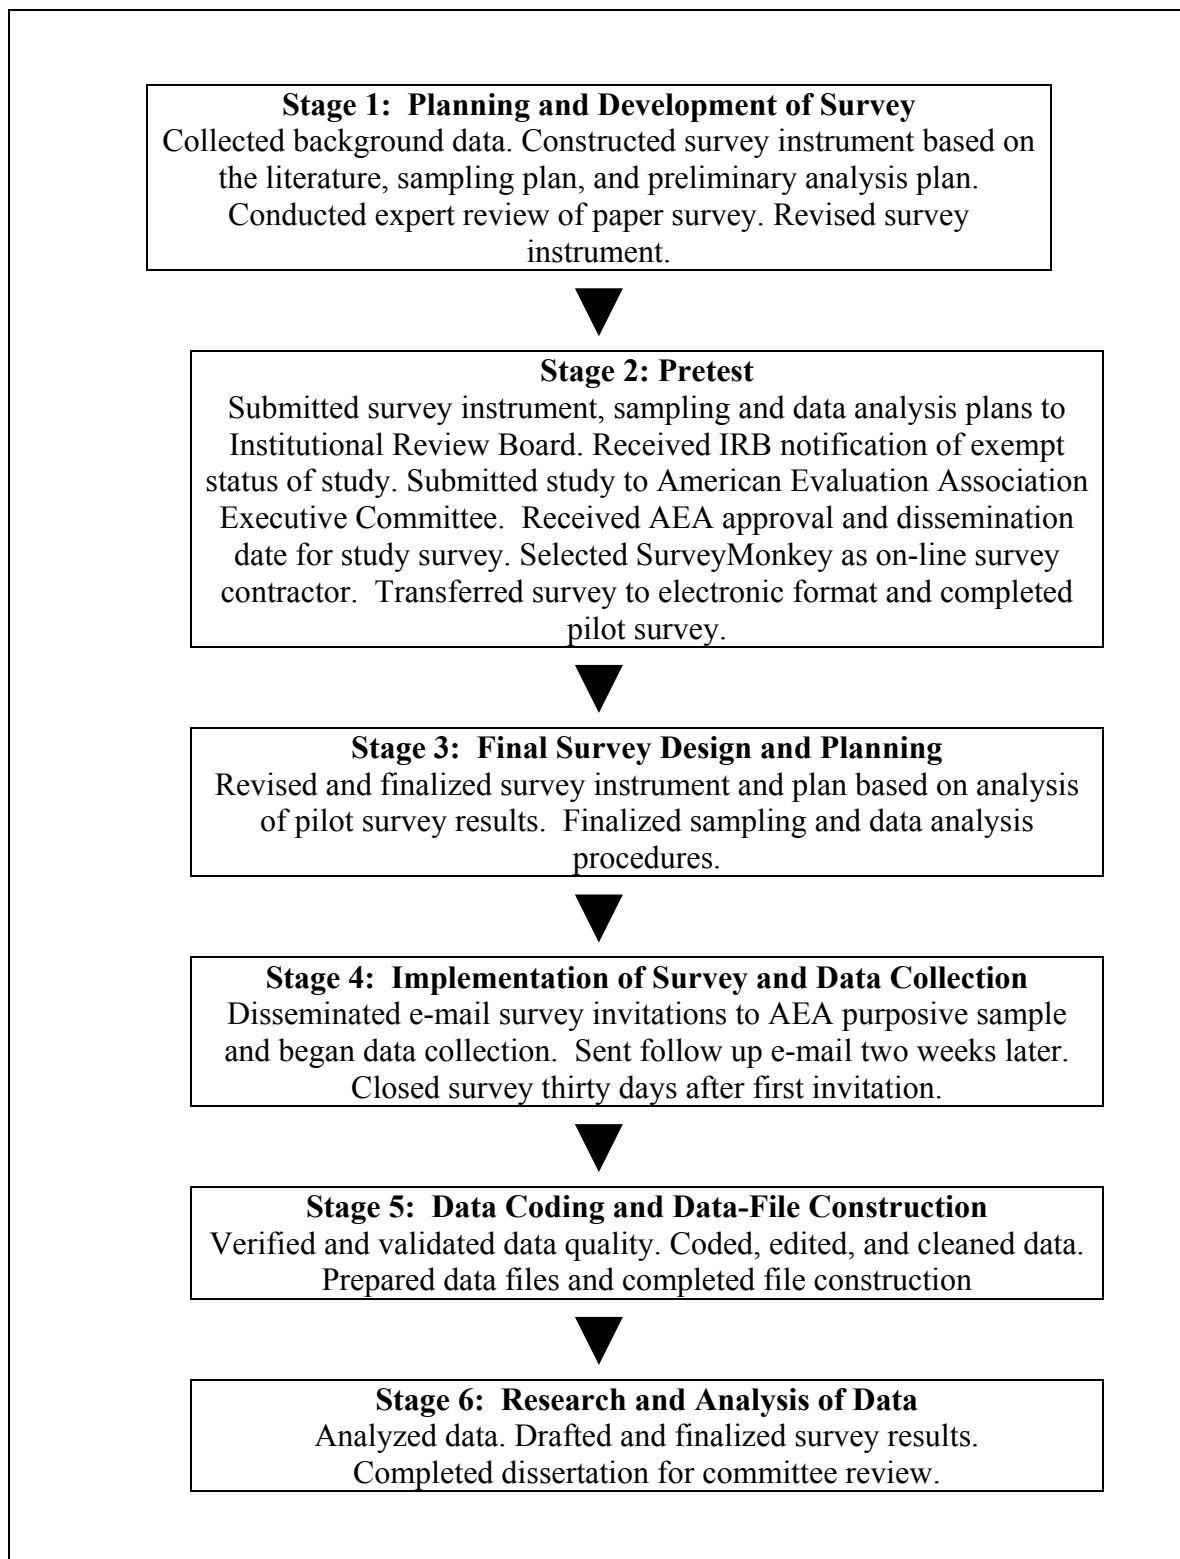 Stage 1:  Planning and Development of Survey
Collected background data. Constructed survey instrument based on
the literature, sampling plan, and preliminary analysis plan.
Conducted expert review of paper survey. Revised survey
instrument.
Stage 2: Pretest
Submitted survey instrument, sampling and data analysis plans to
Institutional Review Board. Received IRB notification of exempt
status of study. Submitted study to American Evaluation Association
Executive Committee.  Received AEA approval and dissemination
date for study survey. Selected SurveyMonkey as on-line survey
contractor.  Transferred survey to electronic format and completed
pilot survey.
Stage 3:  Final Survey Design and Planning
Revised and finalized survey instrument and plan based on analysis
of pilot survey results.  Finalized sampling and data analysis
procedures.
Stage 4:  Implementation of Survey and Data Collection
Disseminated e-mail survey invitations to AEA purposive sample
and began data collection.  Sent follow up e-mail two weeks later.
Closed survey thirty days after first invitation.
Stage 5:  Data Coding and Data-File Construction
Verified and validated data quality. Coded, edited, and cleaned data.
Prepared data files and completed file construction
Stage 6:  Research and Analysis of Data
Analyzed data. Drafted and finalized survey results.
Completed dissertation for committee review.